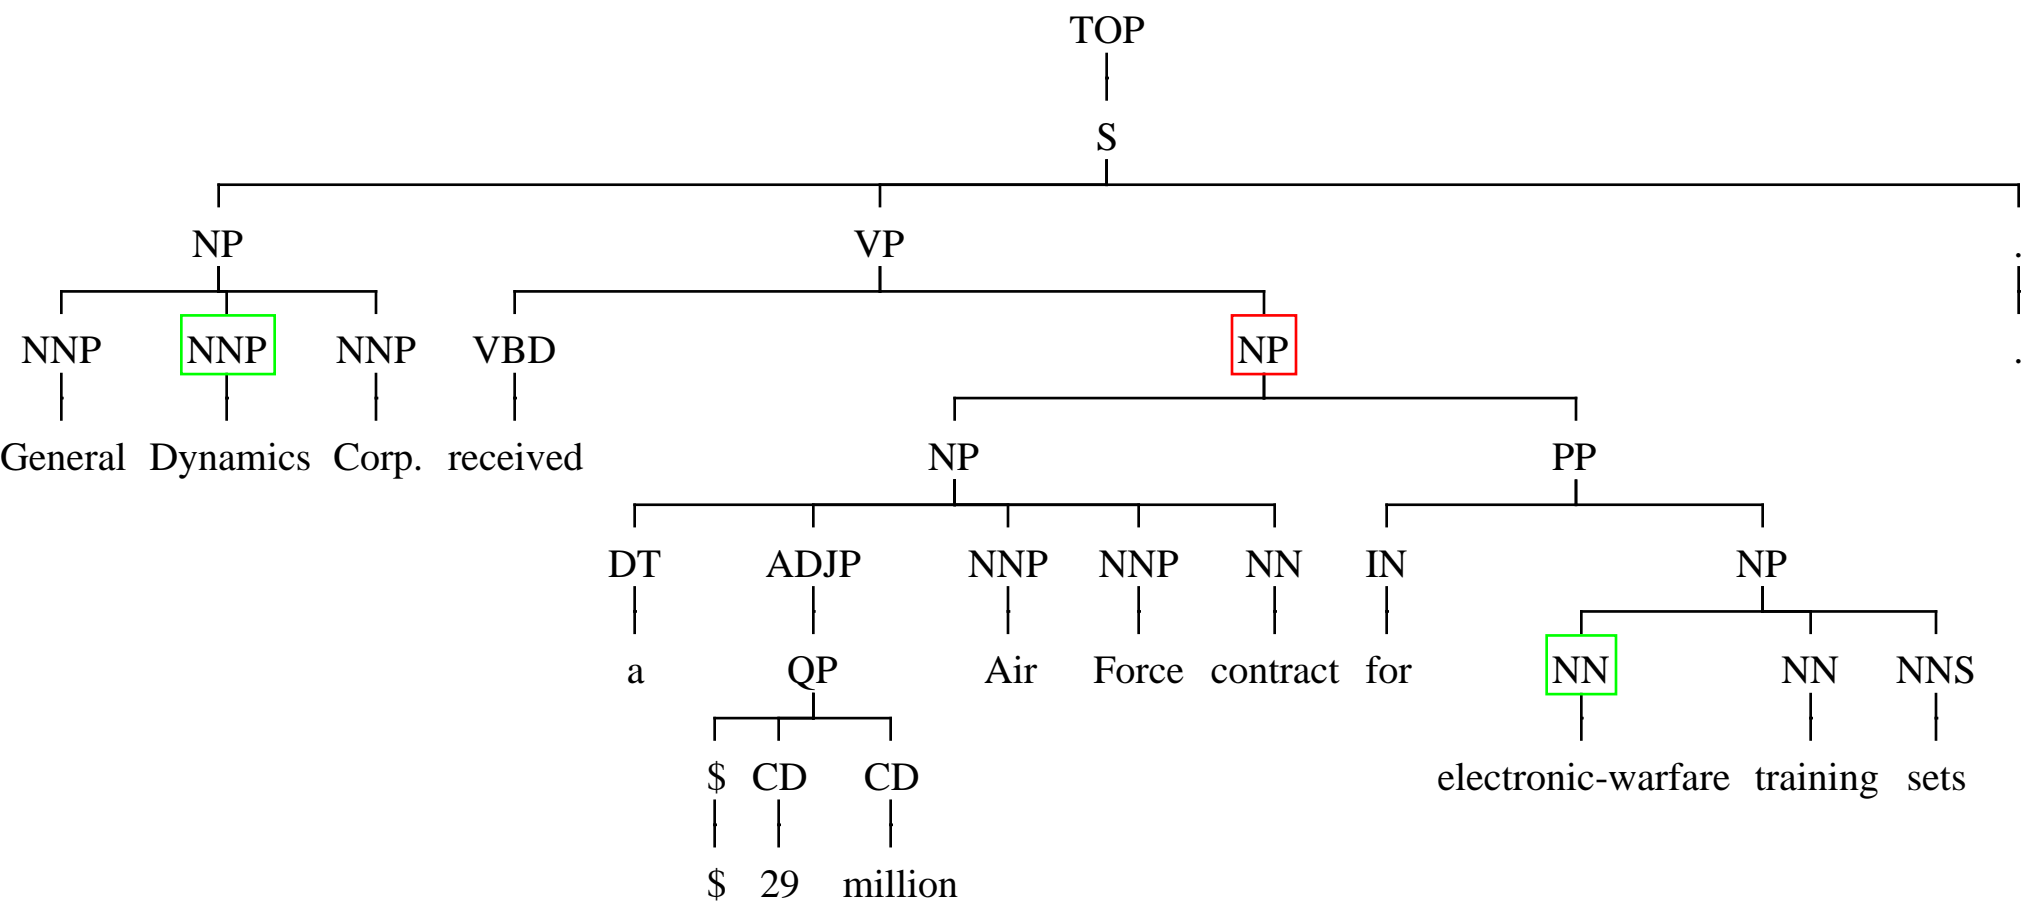 TOP
S
NP VP .
NNP NNP NNP VBD NP .
General Dynamics Corp. received NP PP
DT ADJP NNP NNP NN IN NP
a QP Air Force contract for NN NN NNS
$ CD CD electronic-warfare training sets
$ 29 million